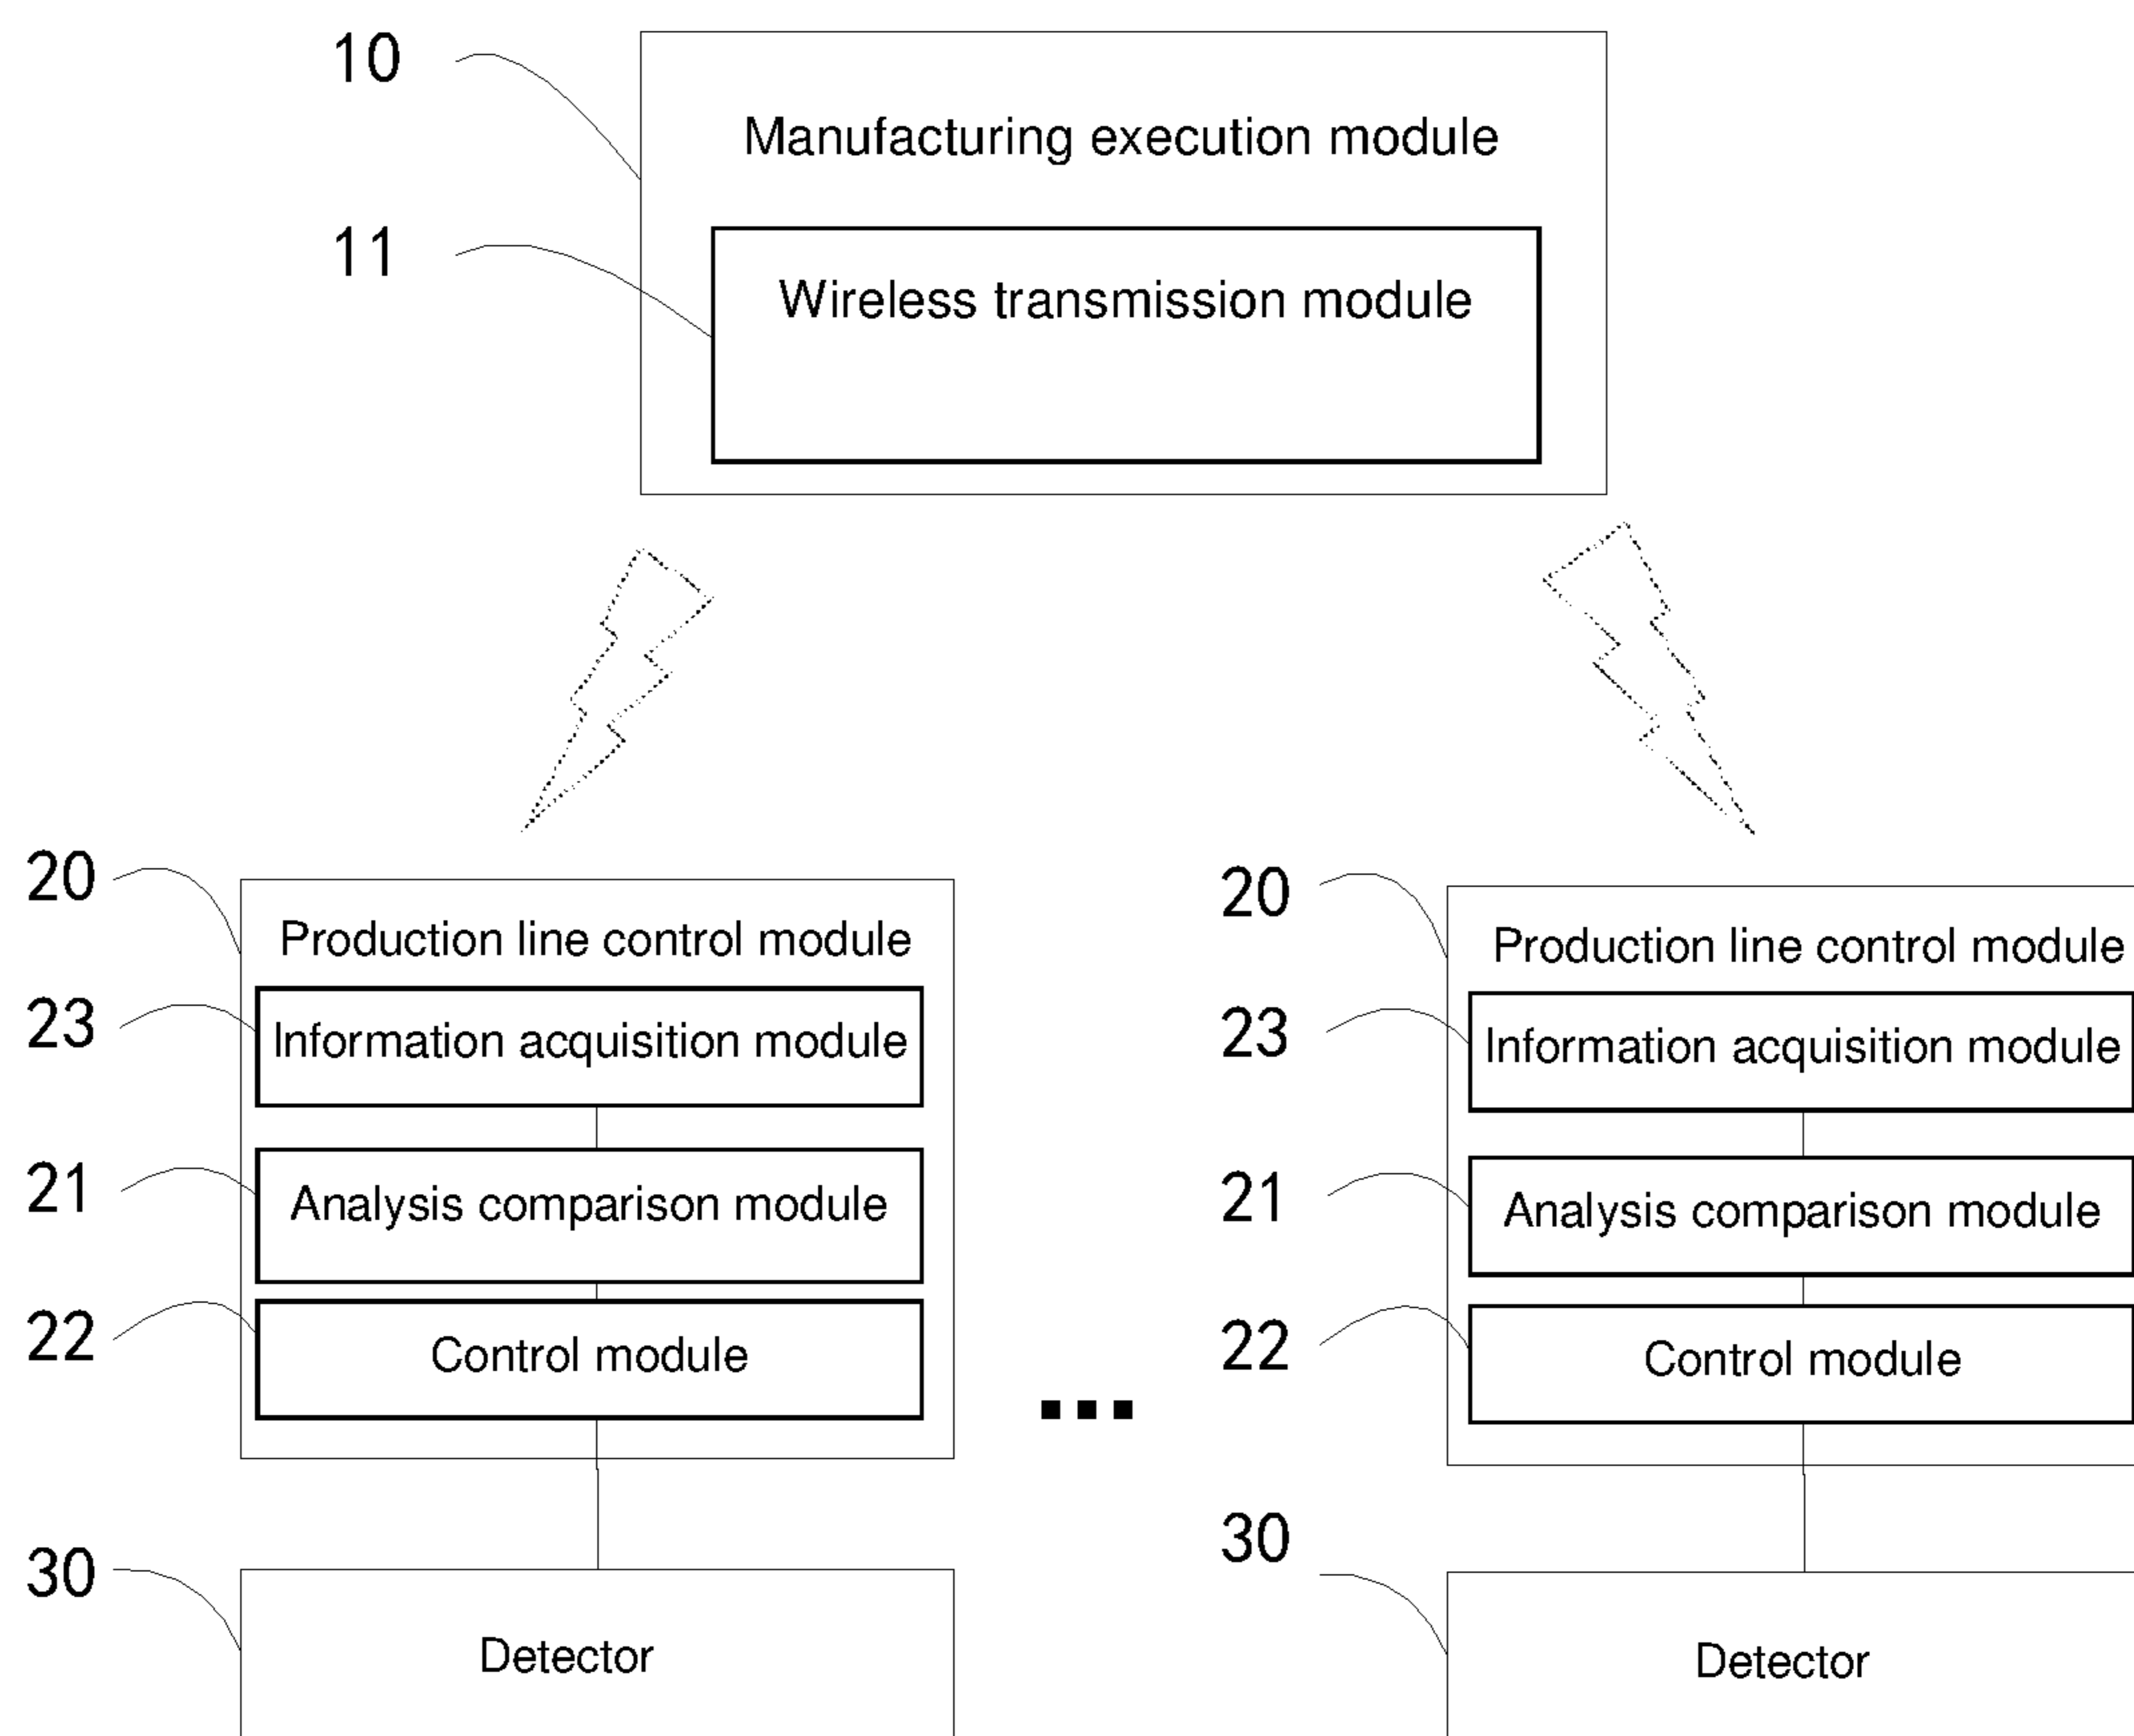 10
Manufacturing execution module
11
Wireless transmission module
20
Production line control module
23
Information acquisition module
21
Analysis comparison module
22
Control module
30
Detector
...
20
Production line control module
23
Information acquisition module
21
Analysis comparison module
22
Control module
30
Detector